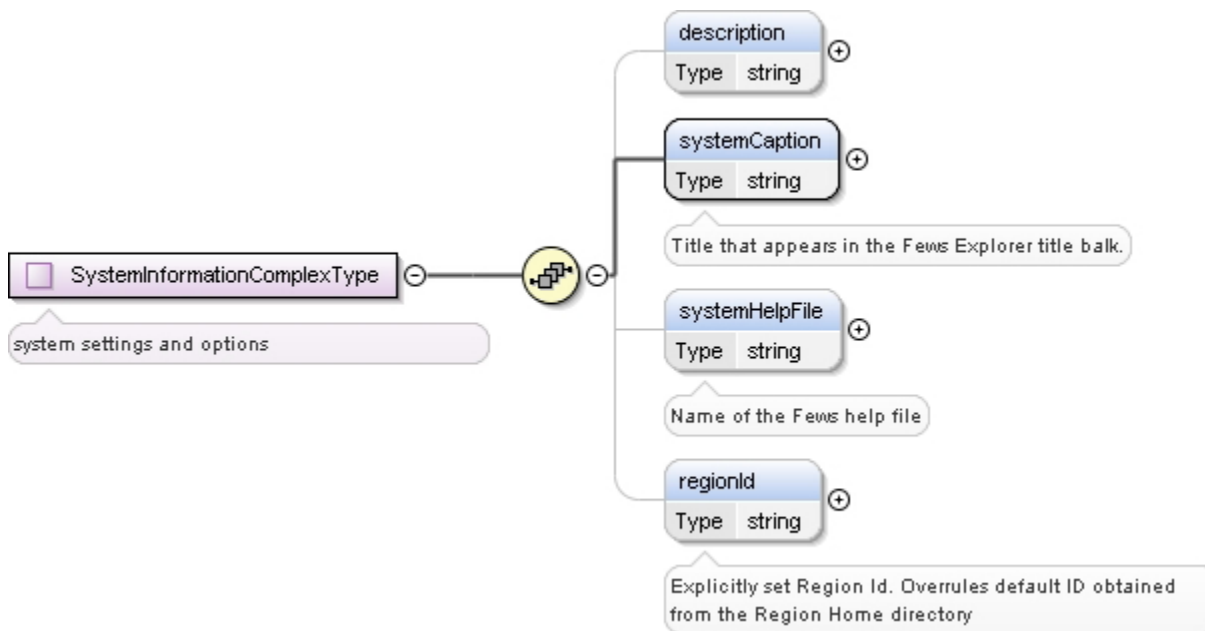 description
Type string
systemCaption
Type string
Title that appears in the Fews Explorer title balk.
SystemInformationComplexType
system settings and options
systemHelpFile
Type string
Name of the Fews help file
regionId
Type string
Explicitly set Region Id. Overrules default ID obtained
from the Region Home directory